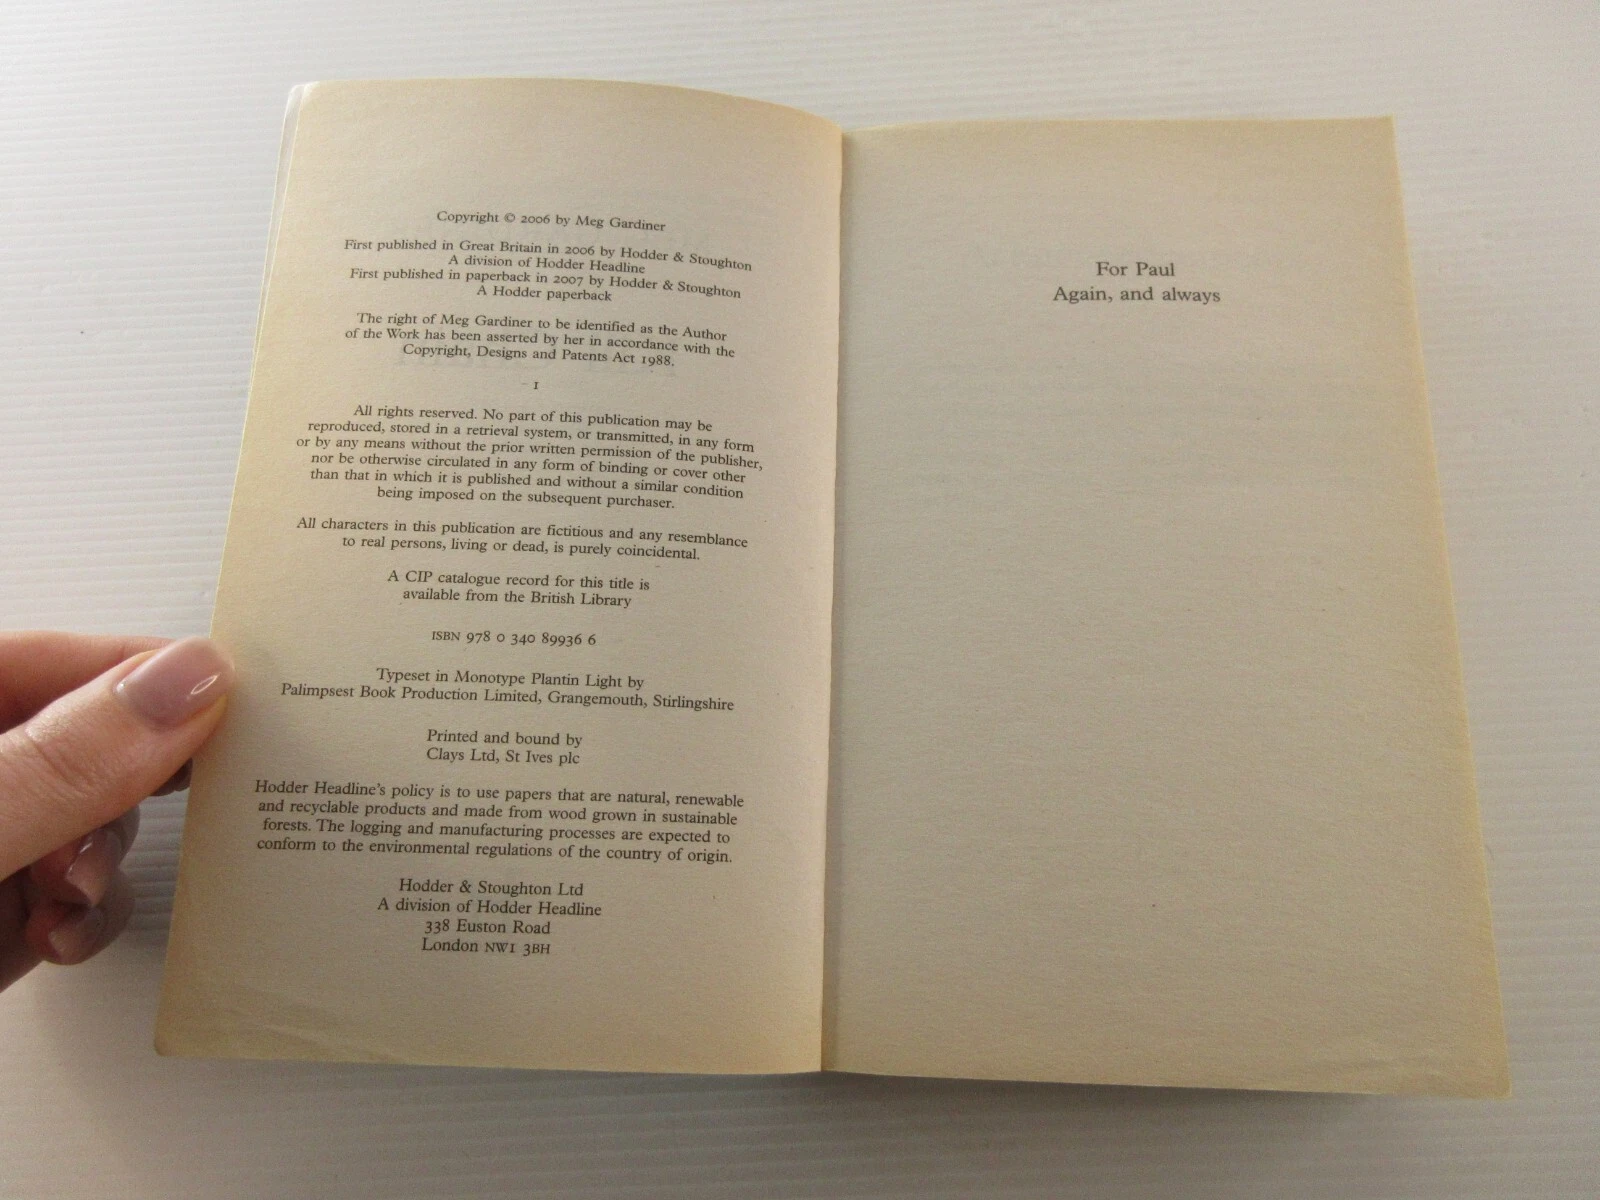 Copyright © 2006 by Meg Gardiner
First published in Great Britain in 2006 by Hodder & Stoughton
A division of Hodder Headline
First published in paperback in 2007 by Hodder & Stoughton
A Hodder paperback
The right of Meg Gardiner to be identified as the Author
of the Work has been asserted by her in accordance with the
Copyright, Designs and Patents Act 1988.
1
All rights reserved. No part of this publication may be
reproduced, stored in a retrieval system, or transmitted, in any form
or by any means without the prior written permission of the publisher,
nor be otherwise circulated in any form of binding or cover other
than that in which it is published and without a similar condition
being imposed on the subsequent purchaser.
All characters in this publication are fictitious and any resemblance
to real persons, living or dead, is purely coincidental.
A CIP catalogue record for this title is
available from the British Library
ISBN 978 0 340 89936 6
Typeset in Monotype Plantin Light by
Palimpsest Book Production Limited, Grangemouth, Stirlingshire
Printed and bound by
Clays Ltd, St Ives plc
Hodder Headline's policy is to use papers that are natural, renewable
and recyclable products and made from wood grown in sustainable
forests. The logging and manufacturing processes are expected to
conform to the environmental regulations of the country of origin.
Hodder & Stoughton Ltd
A division of Hodder Headline
338 Euston Road
London NW1 3BH
For Paul
Again, and always